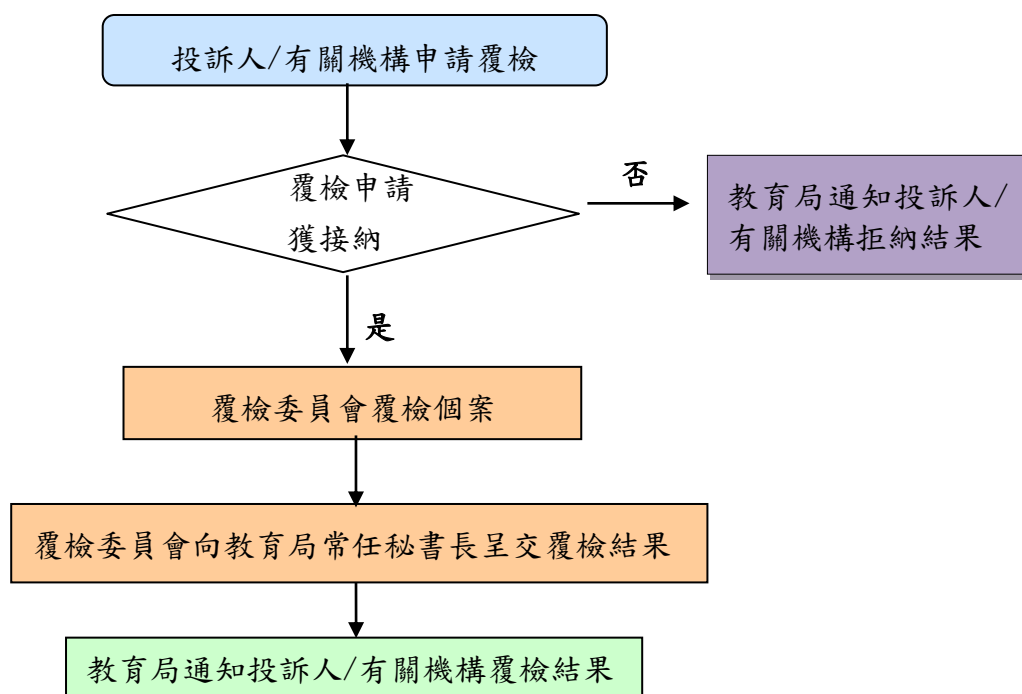 投訴人/有關機構申請覆檢
覆檢申請
獲接納
否
教育局通知投訴人/
有關機構拒納結果
是
覆檢委員會覆檢個案
覆檢委員會向教育局常任秘書長呈交覆檢結果
教育局通知投訴人/有關機構覆檢結果